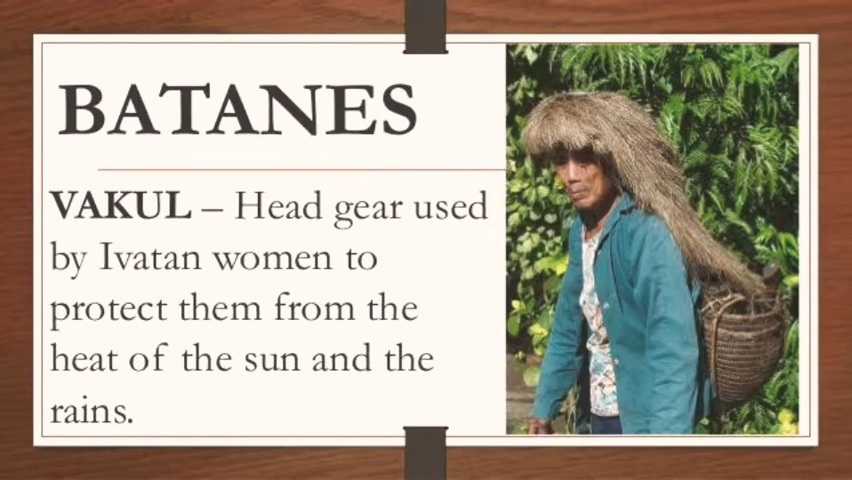 BATANES
VAKUL – Head gear used
by Ivatan women to
protect them from the
heat of the sun and the
rains.